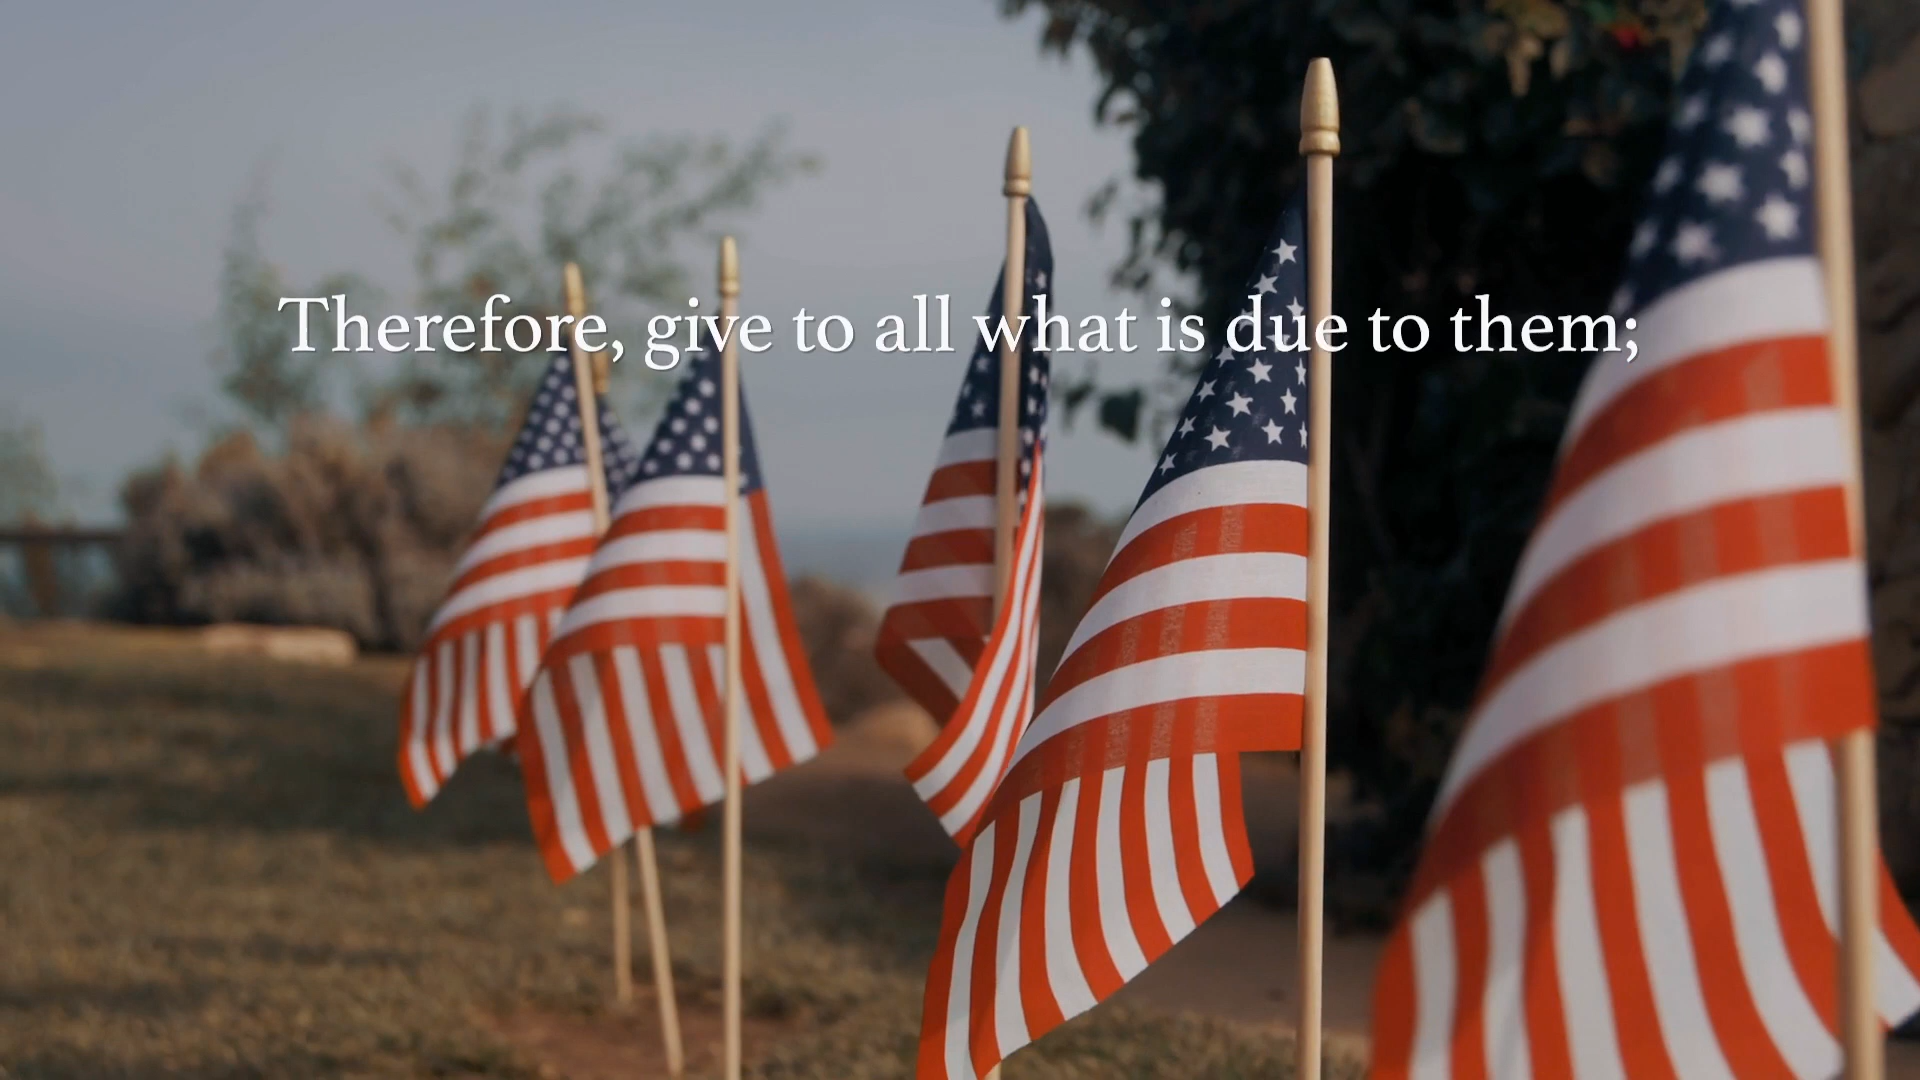 Therefore, give to all what is due to them;